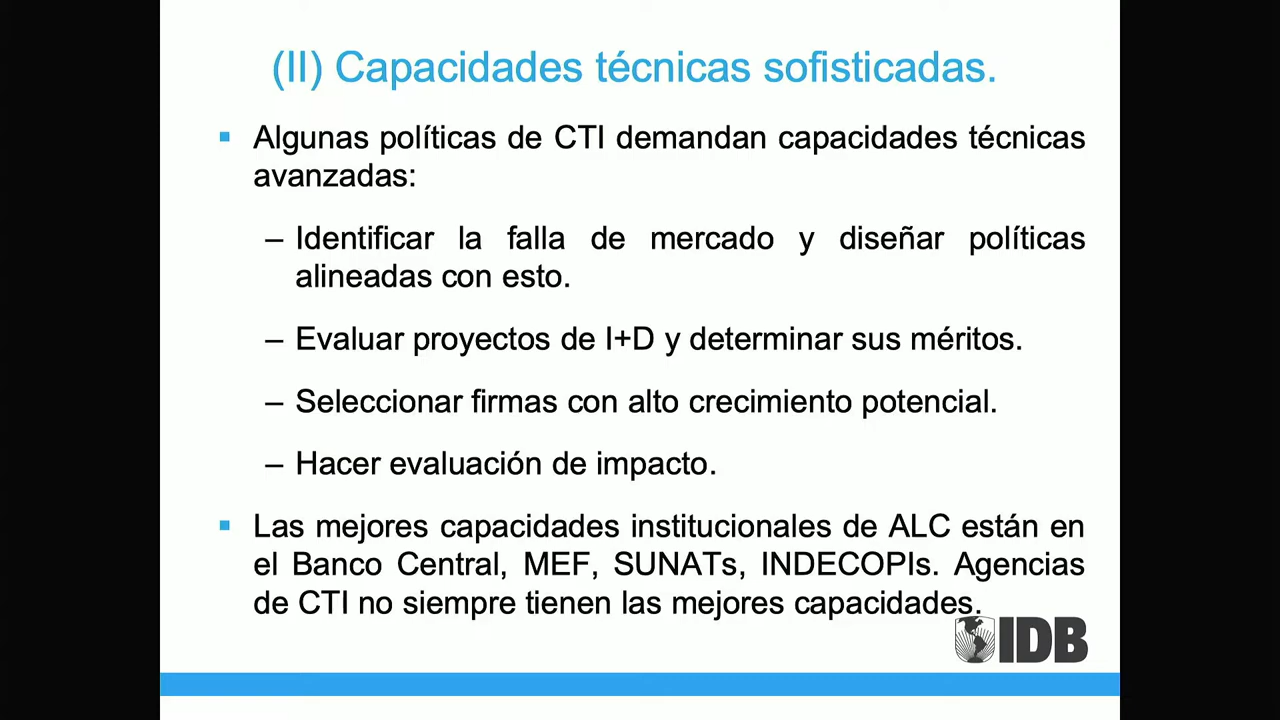 (II) Capacidades técnicas sofisticadas.
▪ Algunas políticas de CTI demandan capacidades técnicas
avanzadas:
– Identificar la falla de mercado y diseñar políticas
alineadas con esto.
– Evaluar proyectos de I+D y determinar sus méritos.
– Seleccionar firmas con alto crecimiento potencial.
– Hacer evaluación de impacto.
▪ Las mejores capacidades institucionales de ALC están en
el Banco Central, MEF, SUNATs, INDECOPIs. Agencias
de CTI no siempre tienen las mejores capacidades.
IDB